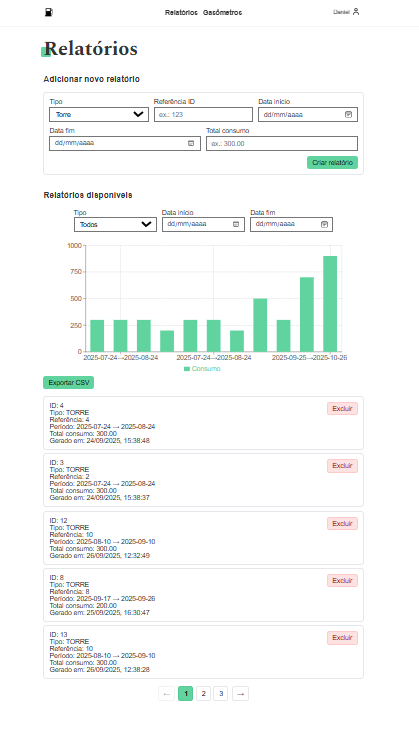 Relatórios Gasômetros
Daniel
Relatórios
Adicionar novo relatório
Tipo Referência ID Data início
Torre ex.: 123 dd/mm/aaaa
Data fim Total consumo
dd/mm/aaaa ex.: 300.00
Criar relatório
Relatórios disponíveis
Tipo Data início Data fim
Todos dd/mm/aaaa dd/mm/aaaa
1000
750
500
250
0
2025-07-24→2025-08-24 2025-07-24→2025-08-24 2025-09-25→2025-10-26
Consumo
Exportar CSV
ID: 4 Excluir
Tipo: TORRE
Referência: 4
Período: 2025-07-24 → 2025-08-24
Total consumo: 300.00
Gerado em: 24/09/2025, 15:38:48
ID: 3 Excluir
Tipo: TORRE
Referência: 2
Período: 2025-07-24 → 2025-08-24
Total consumo: 300.00
Gerado em: 24/09/2025, 15:38:37
ID: 12 Excluir
Tipo: TORRE
Referência: 10
Período: 2025-08-10 → 2025-09-10
Total consumo: 300.00
Gerado em: 26/09/2025, 12:32:49
ID: 8 Excluir
Tipo: TORRE
Referência: 8
Período: 2025-09-17 → 2025-09-26
Total consumo: 200.00
Gerado em: 25/09/2025, 16:30:47
ID: 13 Excluir
Tipo: TORRE
Referência: 10
Período: 2025-08-10 → 2025-09-10
Total consumo: 300.00
Gerado em: 26/09/2025, 12:38:28
← 1 2 3 →